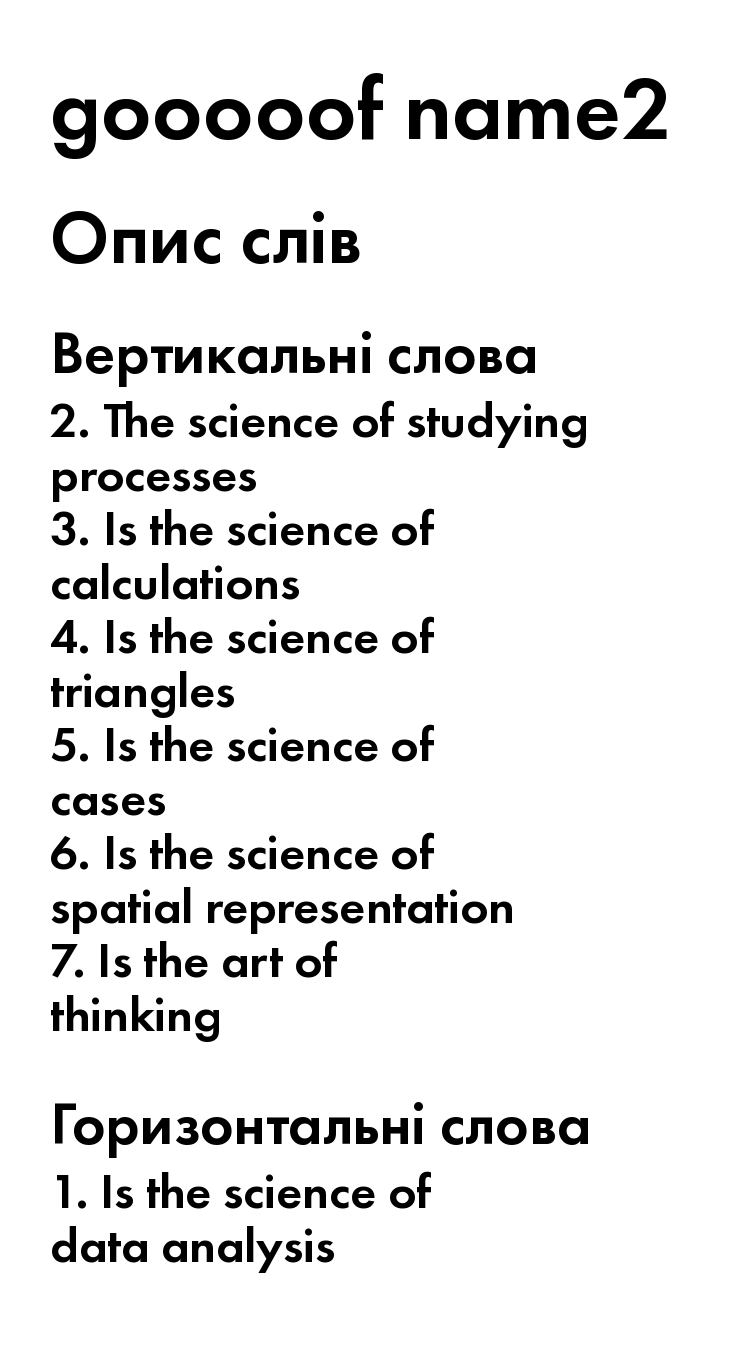 gooooof name2
Опис слів
Вертикальні слова
2. The science of studying
processes
3. Is the science of
calculations
4. Is the science of
triangles
5. Is the science of
cases
6. Is the science of
spatial representation
7. Is the art of
thinking
Горизонтальні слова
1. Is the science of
data analysis